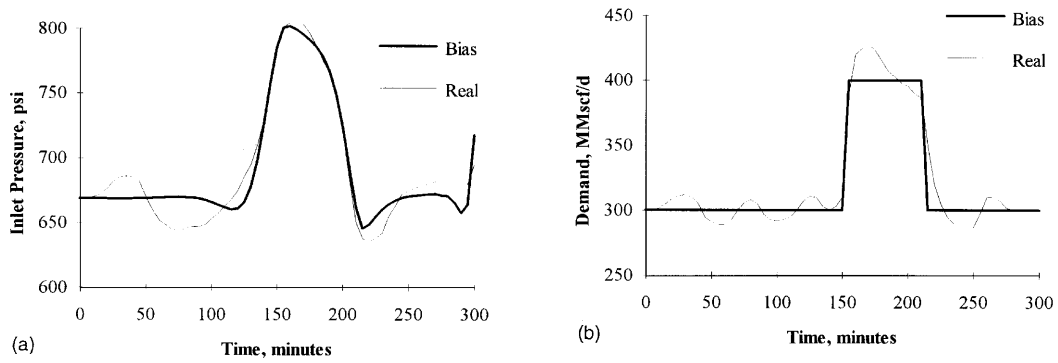 800
750
700
650
600
Inlet Pressure, psi
0 50 100 150 200 250 300
Time, minutes
Bias
Real
(a)
450
400
350
300
250
Demand, MMscf/d
0 50 100 150 200 250 300
Time, minutes
Bias
Real
(b)